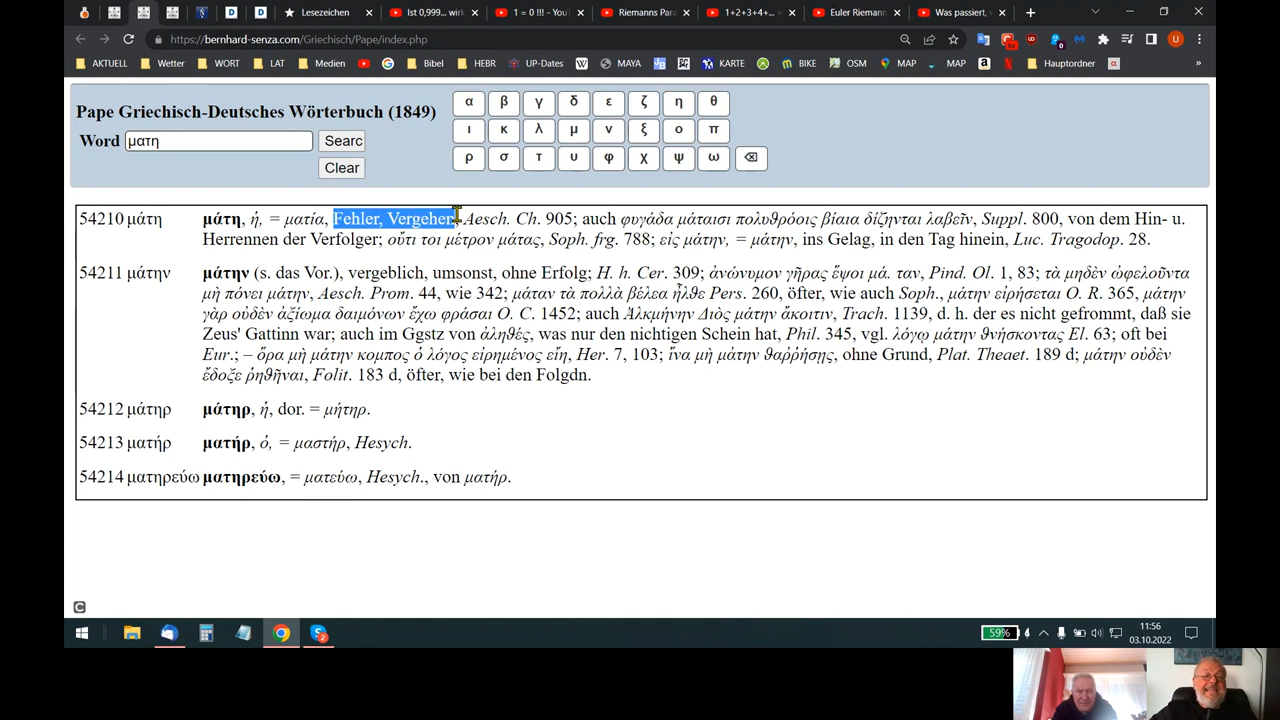 Lesezeichen
Ist 0,999... wirk
1 = 0 !!! - YouT
Riemanns Para
1+2+3+4+...
Euler Riemann
Was passiert,
https://bernhard-senza.com/Griechisch/Pape/index.php
AKTUELL Wetter WORT LAT Medien Bibel HEBR UP-Dates MAYA KARTE BIKE MAP MAP Hauptordner »
Pape Griechisch-Deutsches Wörterbuch (1849)
Word ματη Searc
Clear
α β γ δ ε ζ η θ
ι κ λ μ ν ξ ο π
ρ σ τ υ φ χ ψ ω
54210 μάτη μάτη, ἡ, = ματία, Fehler, Vergehen, Aesch. Ch. 905; auch φυγάδα μάταισι πολυθρόοις βίαια δίζηνται λαβεῖν, Suppl. 800, von dem Hin- u.
Herrennen der Verfolger; οὔτι τοι μέτρον μάτας, Soph. frg. 788; εἰς μάτην, = μάτην, ins Gelag, in den Tag hinein, Luc. Tragodop. 28.
54211 μάτην μάτην (s. das Vor.), vergeblich, umsonst, ohne Erfolg; H. h. Cer. 309; ἀνώνυμον γῆρας ἕψοι μά. ταν, Pind. Ol. 1, 83; τὰ μηδὲν ὠφελοῦντα
μὴ πόνει μάτην, Aesch. Prom. 44, wie 342; μάταν τὰ πολλὰ βέλεα ἦλθε Pers. 260, öfter, wie auch Soph., μάτην εἰρήσεται O. R. 365, μάτην
γὰρ οὐδὲν ἀξίωμα δαιμόνων ἔχω φράσαι O. C. 1452; auch Ἀλκμήνην Διὸς μάτην ἄκοιτιν, Trach. 1139, d. h. der es nicht gefrommt, daß sie
Zeus' Gattinn war; auch im Ggstz von ἀληθές, was nur den nichtigen Schein hat, Phil. 345, vgl. λόγῳ μάτην θνήσκοντας El. 63; oft bei
Eur.; – ὅρα μὴ μάτην κομπος ὁ λόγος εἰρημένος εἴη, Her. 7, 103; ἵνα μὴ μάτην θαῤῥήσῃς, ohne Grund, Plat. Theaet. 189 d; μάτην οὐδὲν
ἔδοξε ῥηθῆναι, Folit. 183 d, öfter, wie bei den Folgdn.
54212 μάτηρ μάτηρ, ἡ, dor. = μήτηρ.
54213 ματήρ ματήρ, ὁ, = μαστήρ, Hesych.
54214 ματηρεύω ματηρεύω, = ματεύω, Hesych., von ματήρ.
59%
11:56
03.10.2022